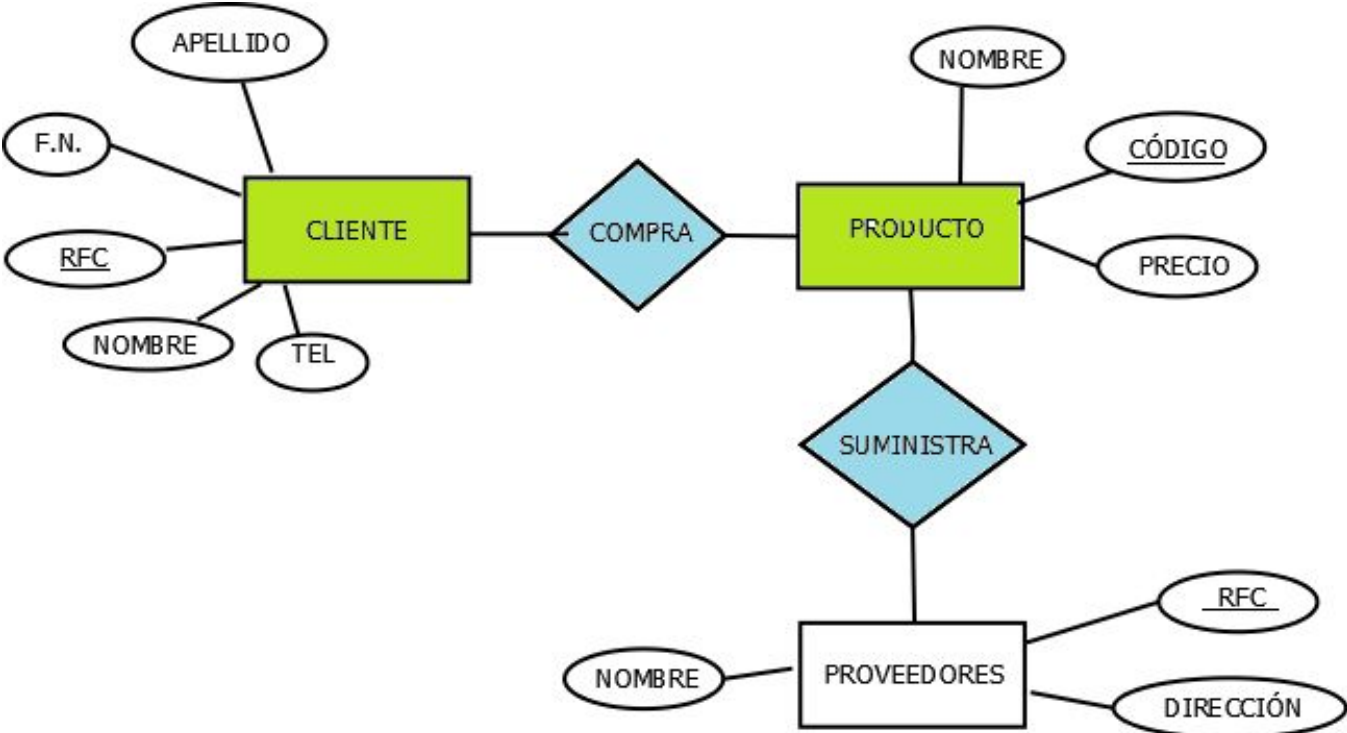 APELLIDO
NOMBRE
F.N.
CÓDIGO
CLIENTE
COMPRA
PRODUCTO
RFC
PRECIO
NOMBRE
TEL
SUMINISTRA
RFC
NOMBRE
PROVEEDORES
DIRECCIÓN